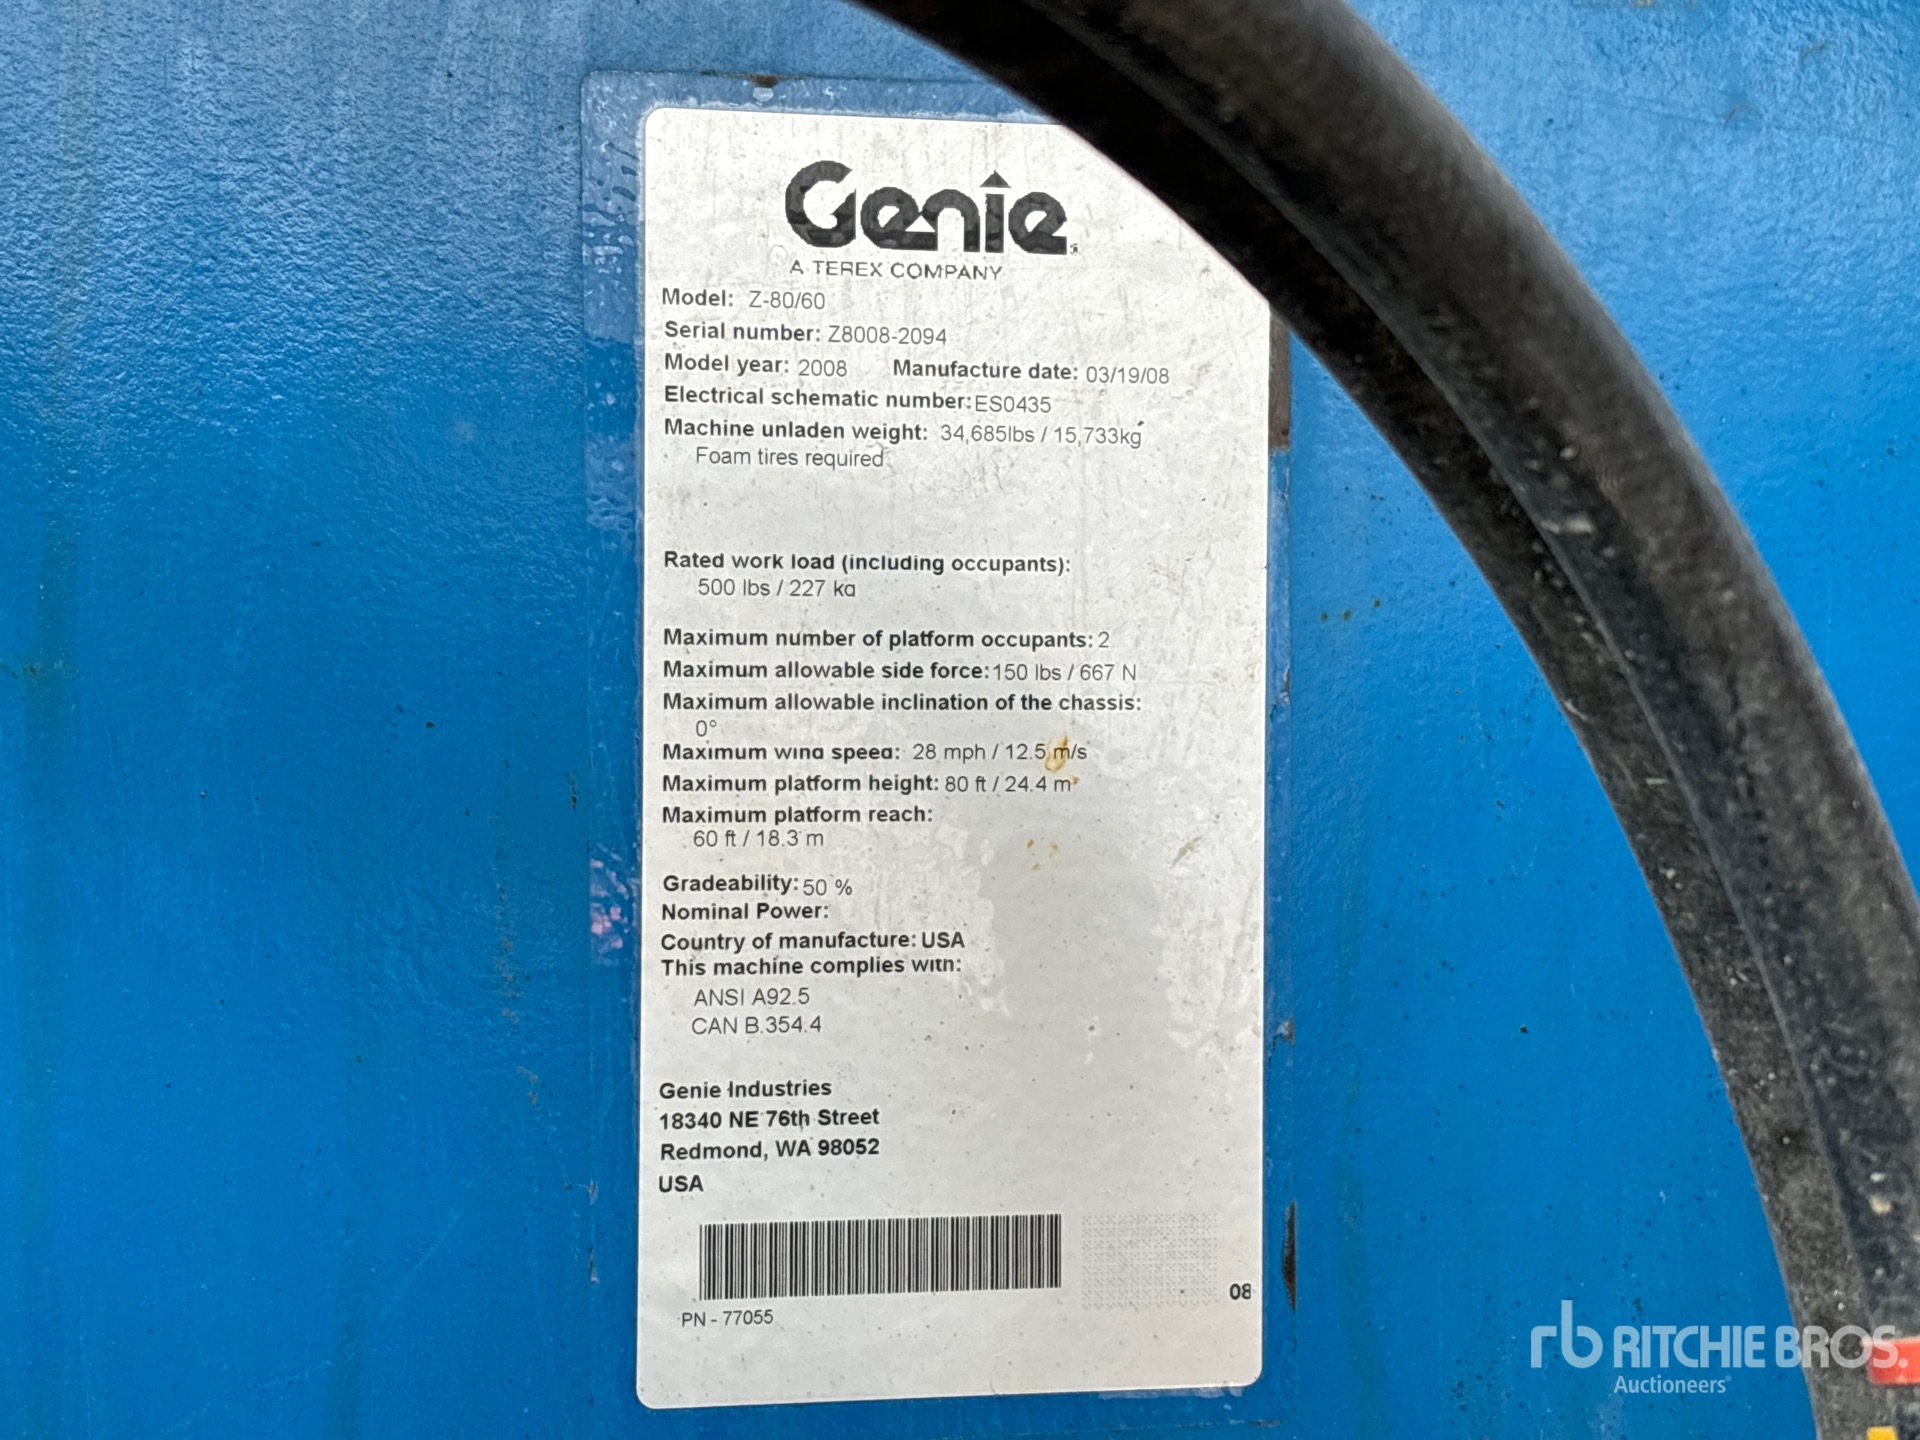 Genie
A TEREX COMPANY
Model: Z-80/60
Serial number: Z8008-2094
Model year: 2008 Manufacture date: 03/19/08
Electrical schematic number: ES0435
Machine unladen weight: 34,685lbs / 15,733kg
Foam tires required
Rated work load (including occupants):
500 lbs / 227 kg
Maximum number of platform occupants: 2
Maximum allowable side force: 150 lbs / 667 N
Maximum allowable inclination of the chassis:
0°
Maximum wind speed: 28 mph / 12.5 m/s
Maximum platform height: 80 ft / 24.4 m
Maximum platform reach:
60 ft / 18.3 m
Gradeability: 50 %
Nominal Power:
Country of manufacture: USA
This machine complies with:
ANSI A92.5
CAN B.354.4
Genie Industries
18340 NE 76th Street
Redmond, WA 98052
USA
08
PN - 77055
rb RITCHIE BROS.
Auctioneers